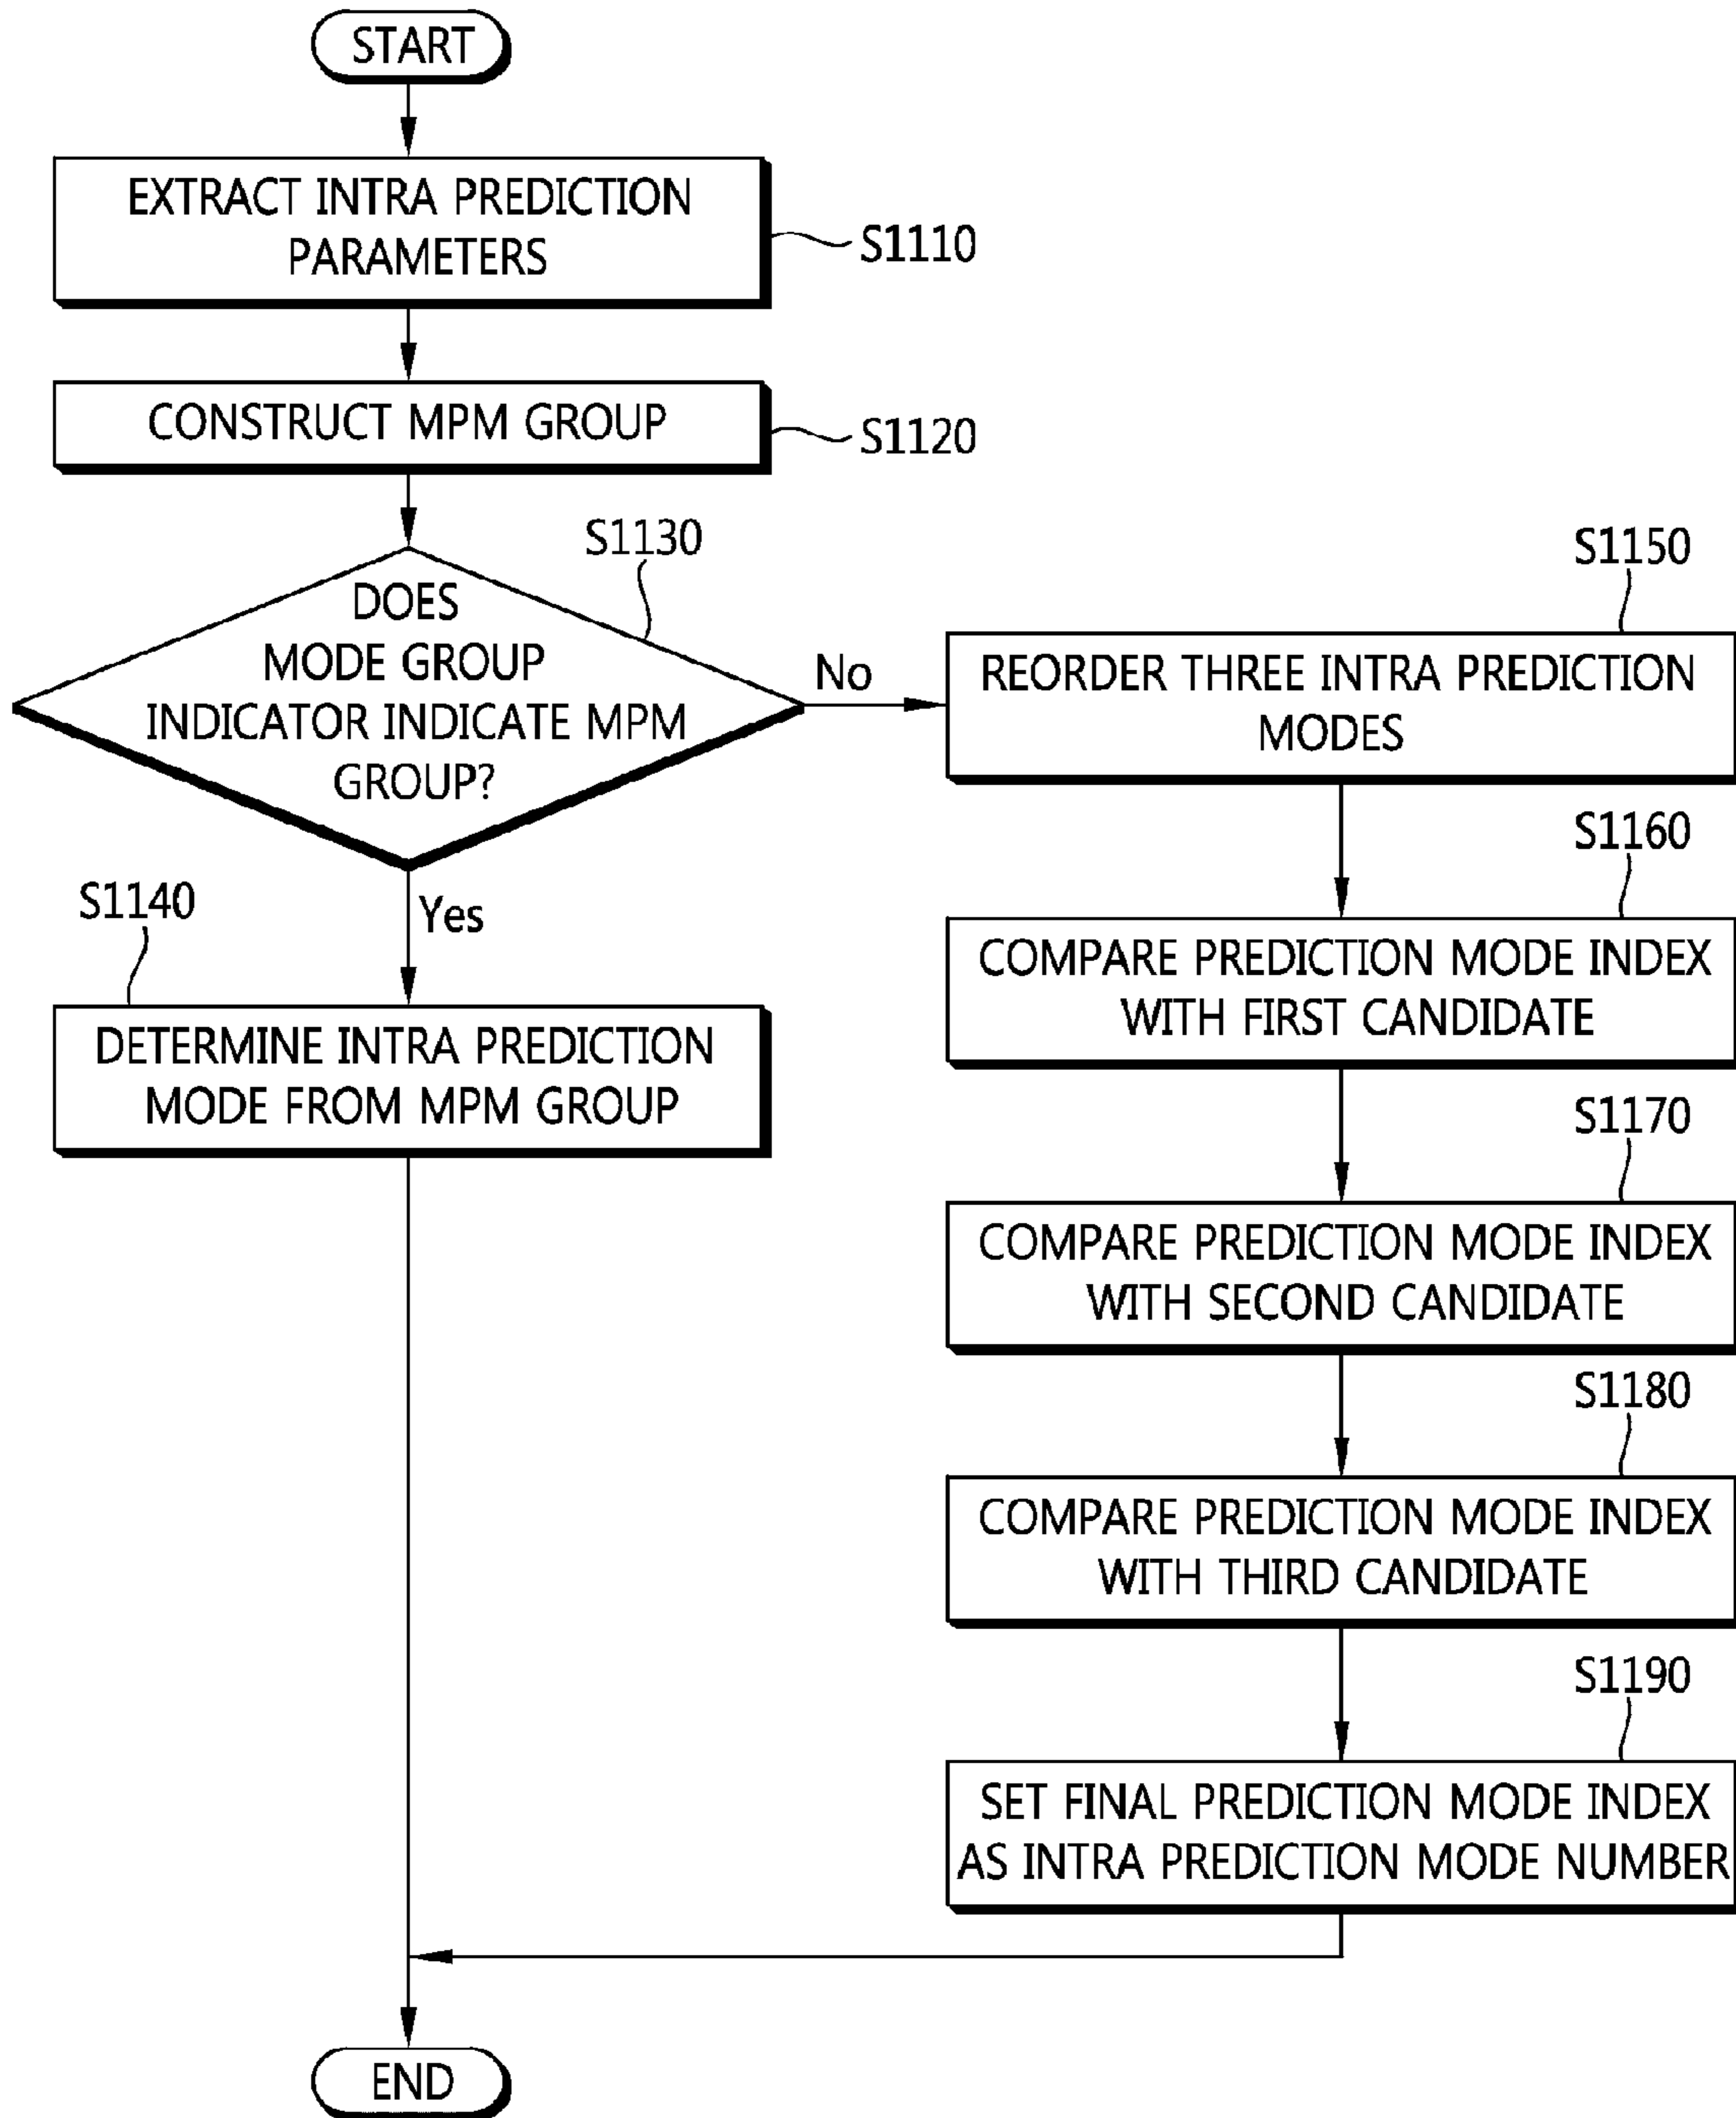 START
EXTRACT INTRA PREDICTION
PARAMETERS
S1110
CONSTRUCT MPM GROUP
S1120
S1130
DOES
MODE GROUP
INDICATOR INDICATE MPM
GROUP?
No
Yes
S1140
DETERMINE INTRA PREDICTION
MODE FROM MPM GROUP
S1150
REORDER THREE INTRA PREDICTION
MODES
S1160
COMPARE PREDICTION MODE INDEX
WITH FIRST CANDIDATE
S1170
COMPARE PREDICTION MODE INDEX
WITH SECOND CANDIDATE
S1180
COMPARE PREDICTION MODE INDEX
WITH THIRD CANDIDATE
S1190
SET FINAL PREDICTION MODE INDEX
AS INTRA PREDICTION MODE NUMBER
END